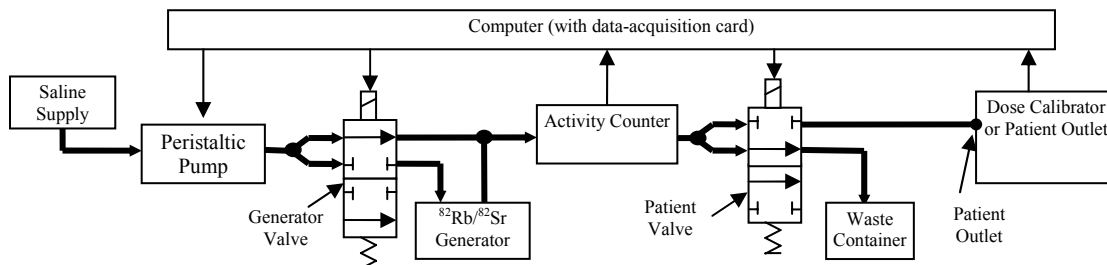 Computer (with data-acquisition card)
Saline
Supply
Peristaltic
Pump
Generator
Valve
⁸²Rb/⁸²Sr
Generator
Activity Counter
Patient
Valve
Waste
Container
Dose Calibrator
or Patient Outlet
Patient
Outlet